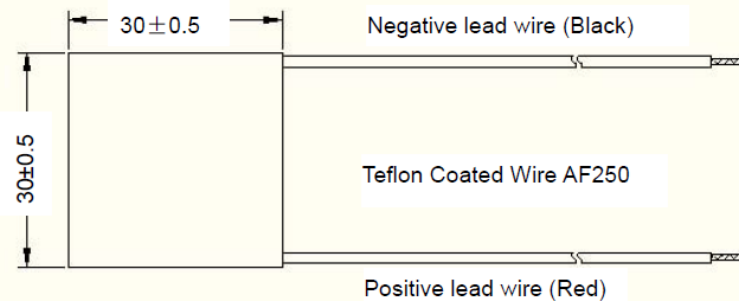 30±0.5
Negative lead wire (Black)
30±0.5
Teflon Coated Wire AF250
Positive lead wire (Red)